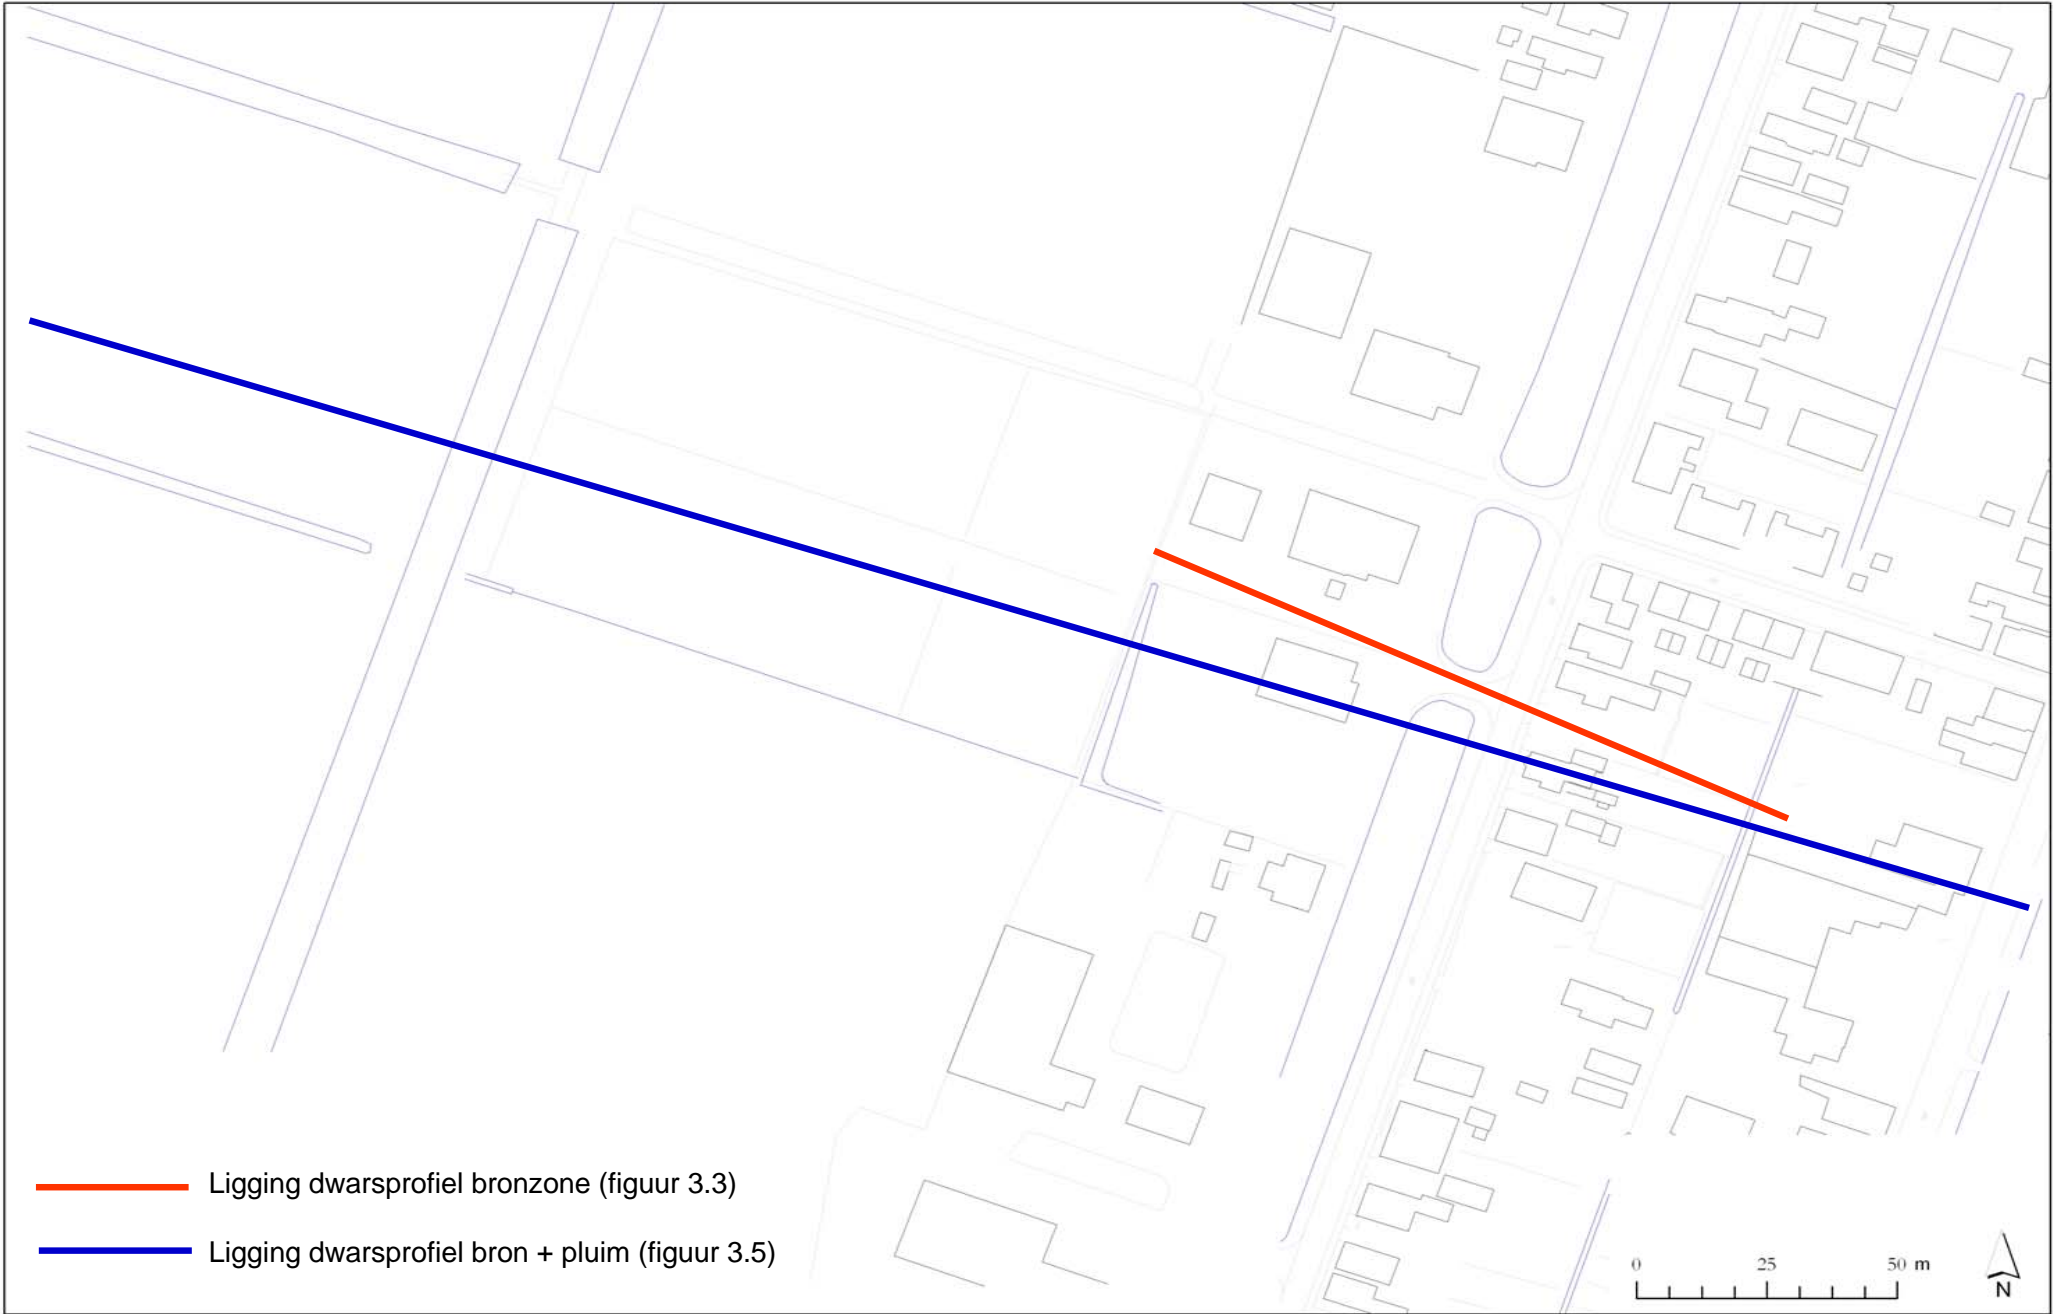 Ligging dwarsprofiel bronzone (figuur 3.3)
Ligging dwarsprofiel bron + pluim (figuur 3.5)
0 25 50 m
N